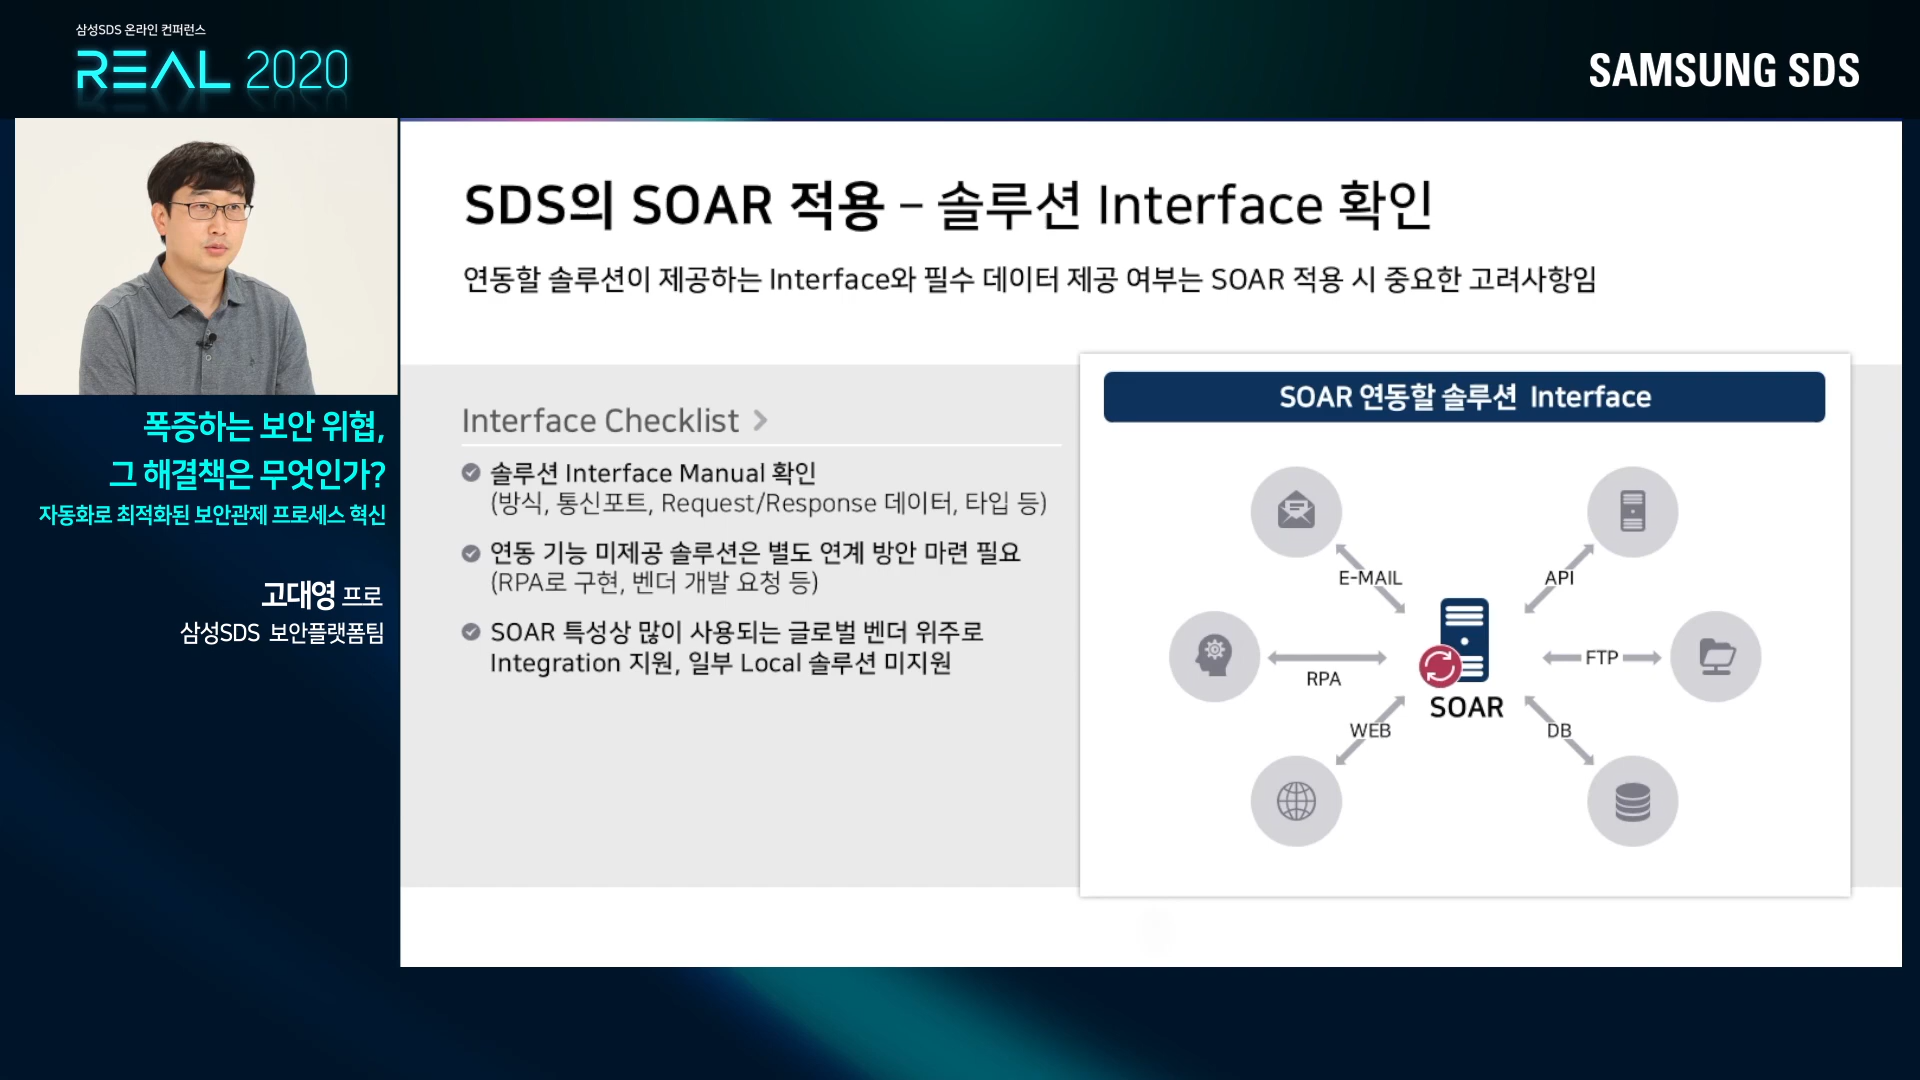 삼성SDS 온라인 컨퍼런스
REAL 2020
SAMSUNG SDS
폭증하는 보안 위협,
그 해결책은 무엇인가?
자동화로 최적화된 보안관제 프로세스 혁신
고대영 프로
삼성SDS 보안플랫폼팀
SDS의 SOAR 적용 – 솔루션 Interface 확인
연동할 솔루션이 제공하는 Interface와 필수 데이터 제공 여부는 SOAR 적용 시 중요한 고려사항임
Interface Checklist >
솔루션 Interface Manual 확인
(방식, 통신포트, Request/Response 데이터, 타입 등)
연동 기능 미제공 솔루션은 별도 연계 방안 마련 필요
(RPA로 구현, 벤더 개발 요청 등)
SOAR 특성상 많이 사용되는 글로벌 벤더 위주로
Integration 지원, 일부 Local 솔루션 미지원
SOAR 연동할 솔루션 Interface
E-MAIL
API
RPA
FTP
SOAR
WEB
DB